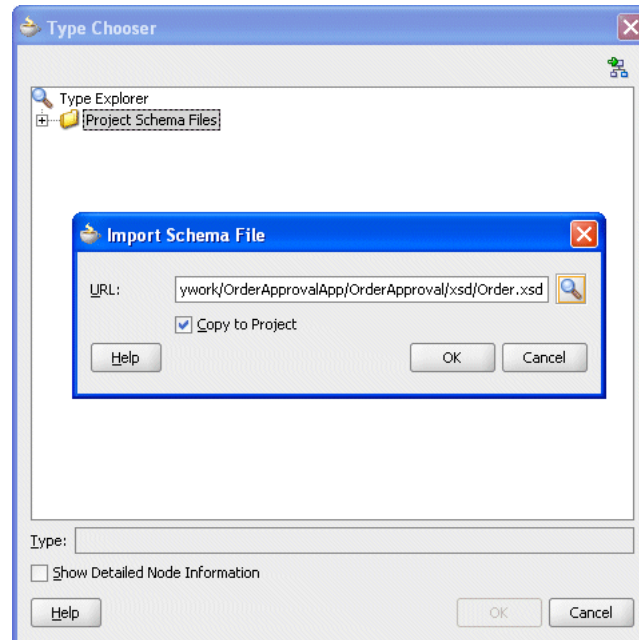 Type Chooser
Type Explorer
Project Schema Files
Import Schema File
URL: ywork/OrderApprovalApp/OrderApproval/xsd/Order.xsd
Copy to Project
Help OK Cancel
Type:
Show Detailed Node Information
Help OK Cancel